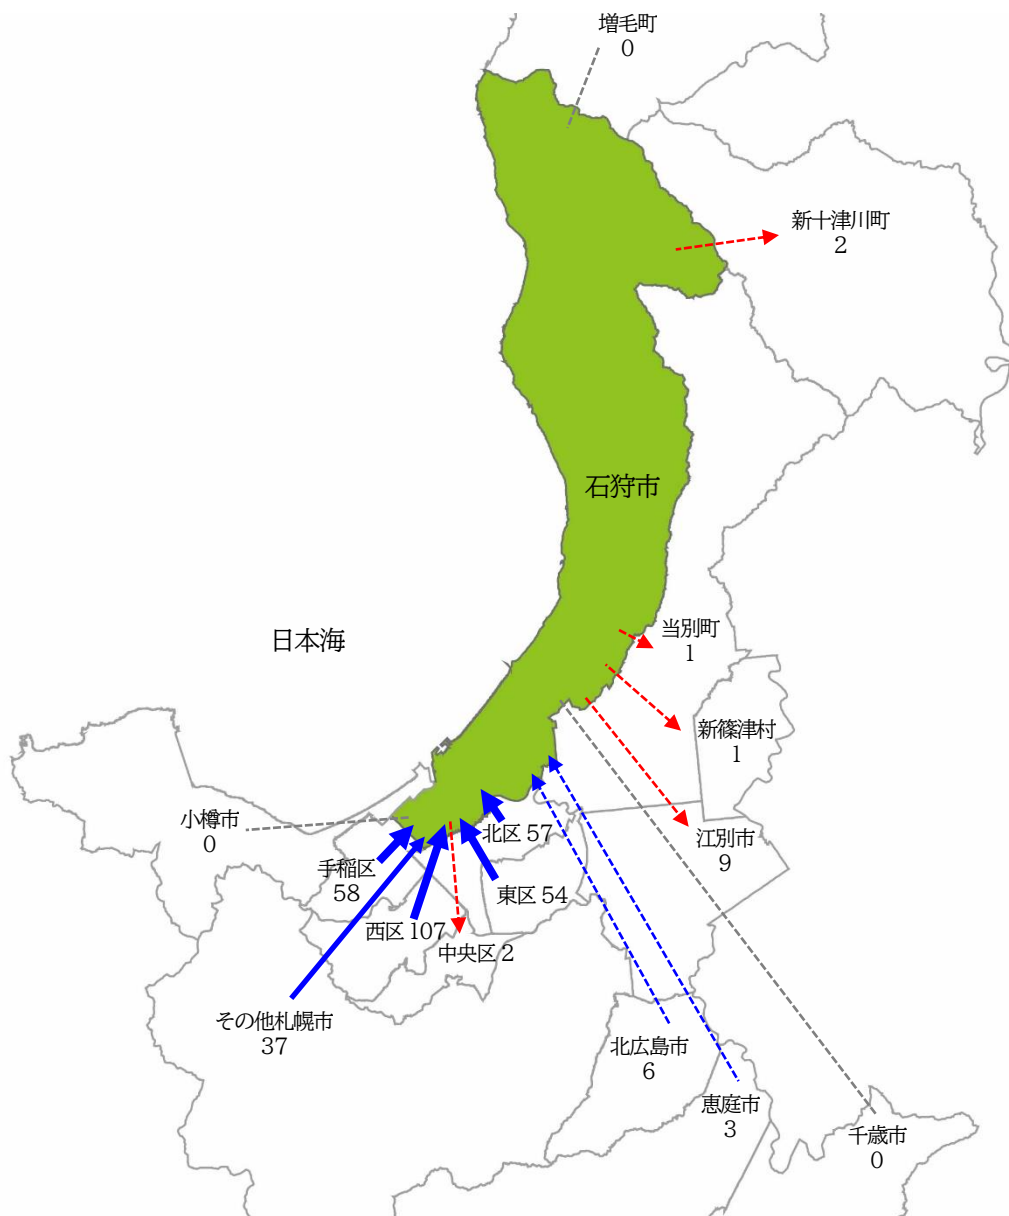 増毛町
0
新十津川町
2
石狩市
当別町
1
日本海
新篠津村
1
小樽市
0
北区 57
江別市
9
手稲区
58
東区 54
西区 107
中央区 2
その他札幌市
37
北広島市
6
恵庭市
3
千歳市
0